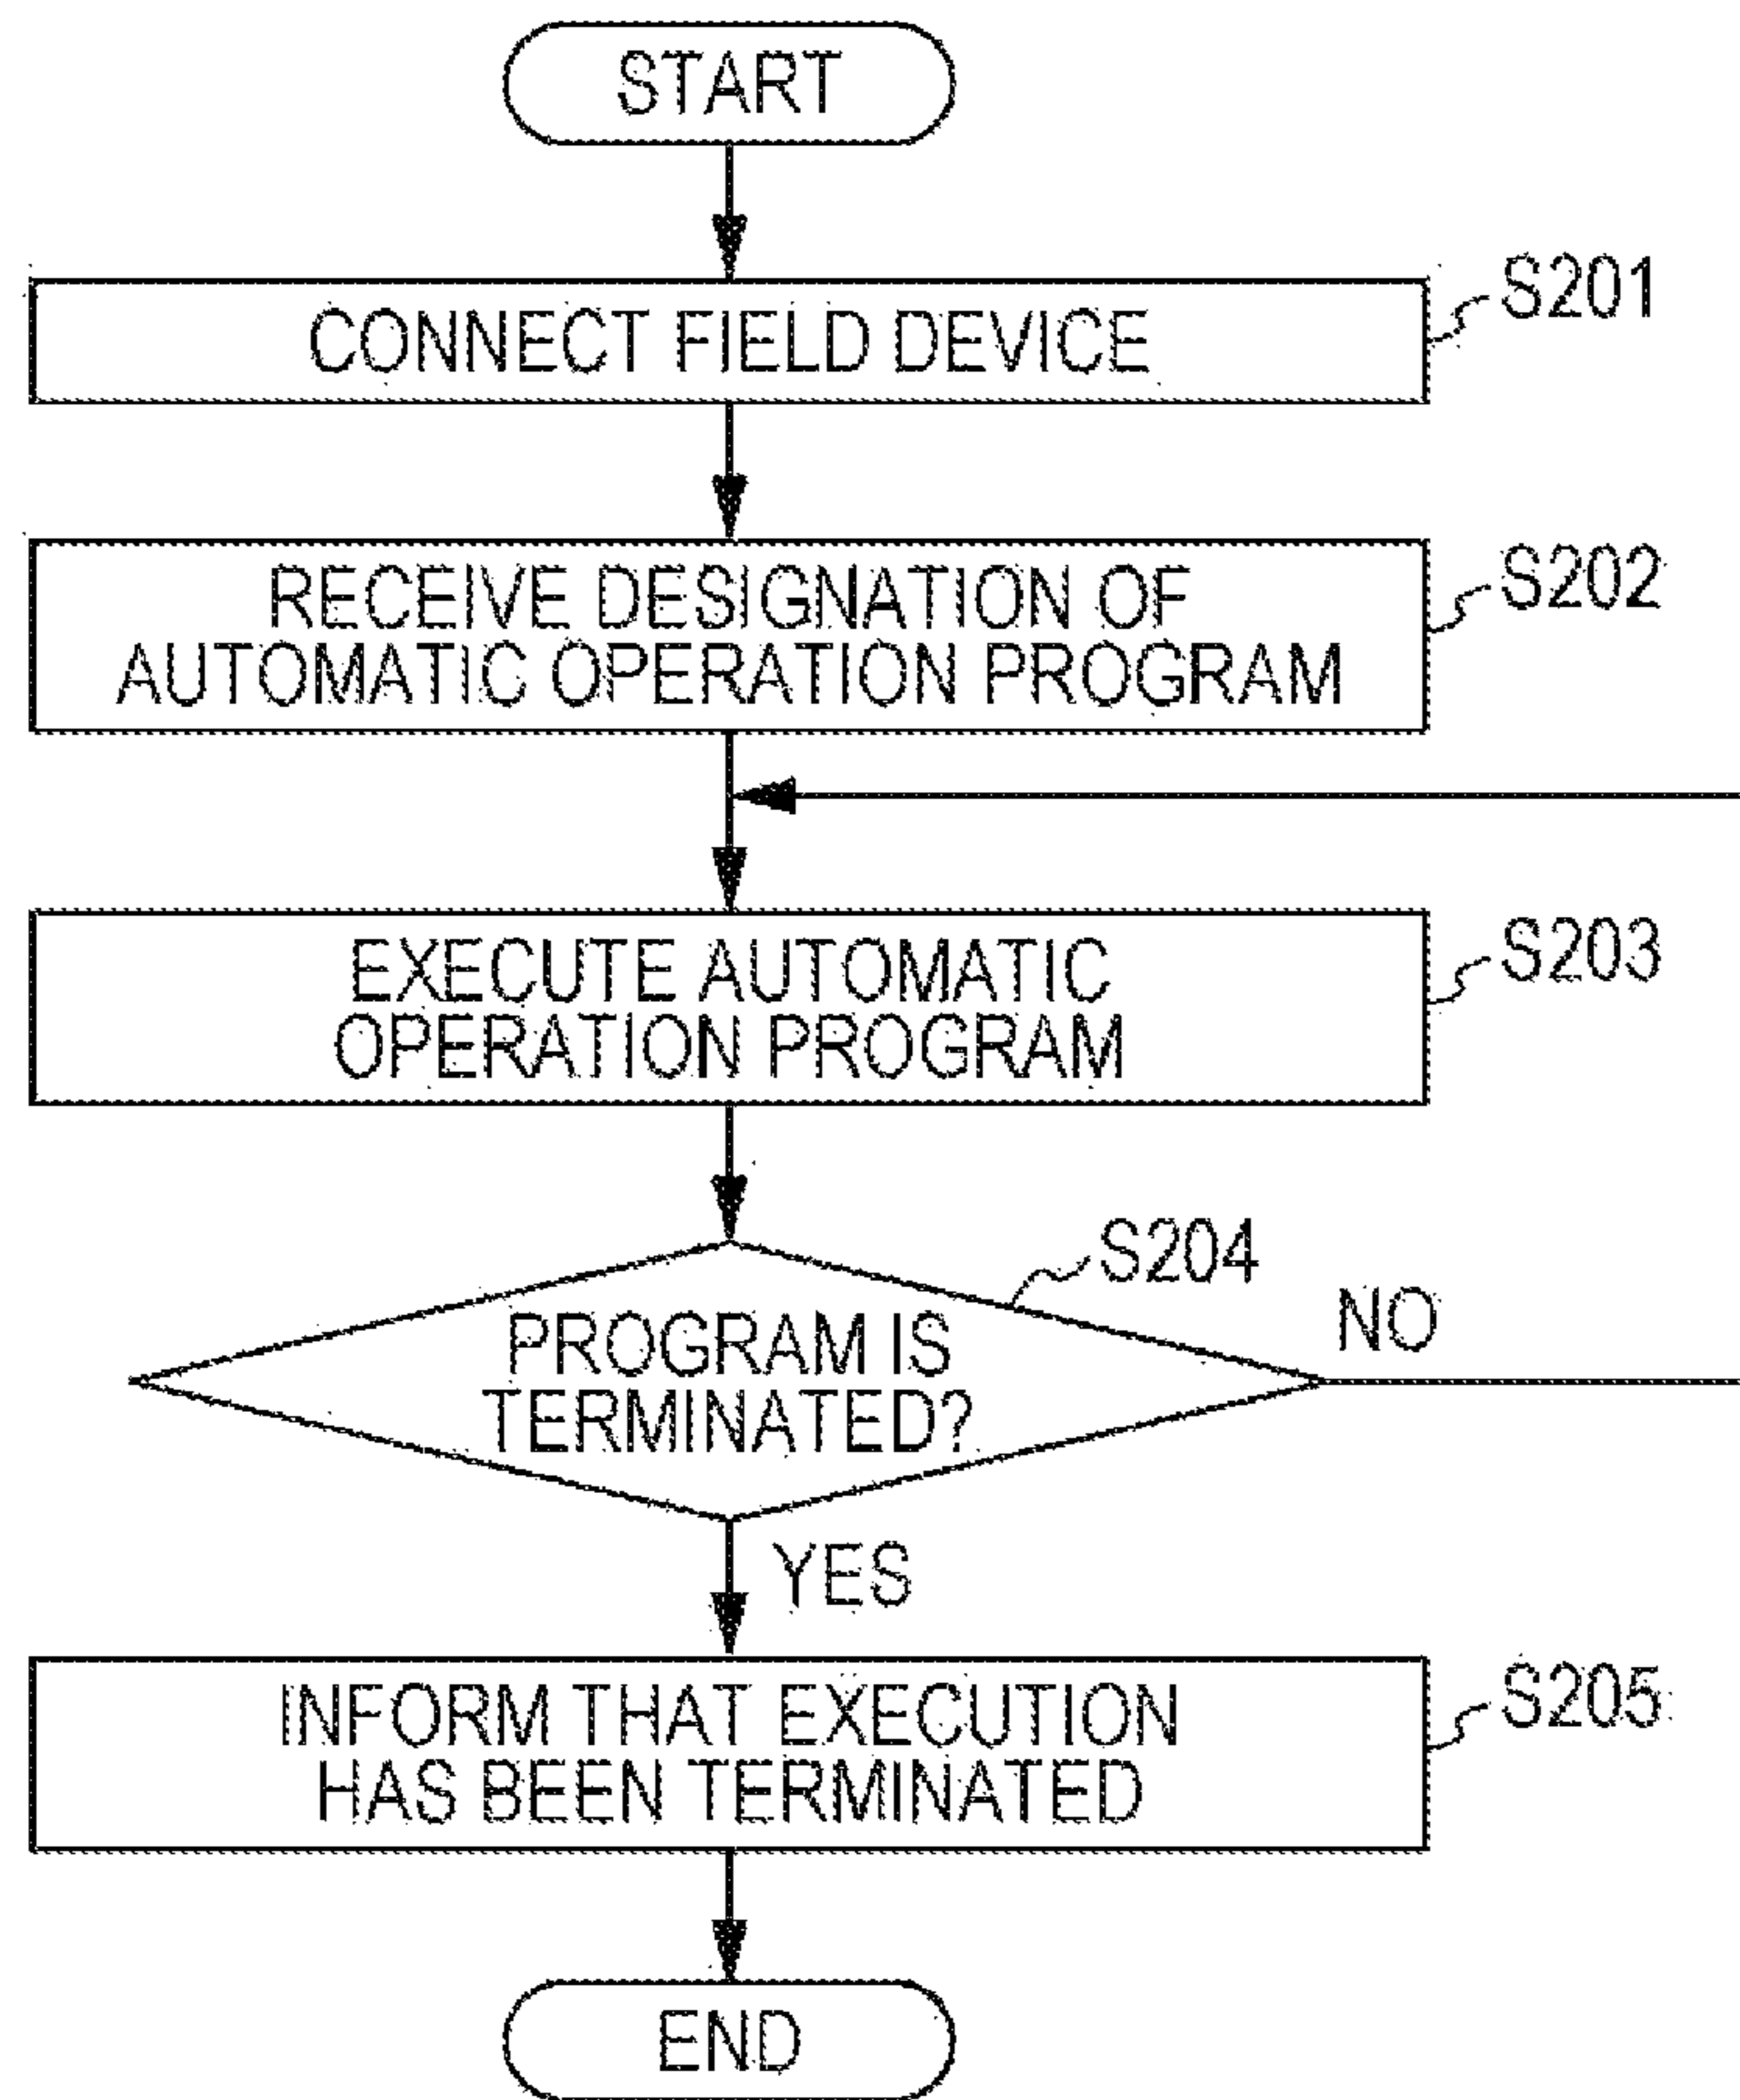 START
CONNECT FIELD DEVICE
S201
RECEIVE DESIGNATION OF
AUTOMATIC OPERATION PROGRAM
S202
EXECUTE AUTOMATIC
OPERATION PROGRAM
S203
S204
PROGRAM IS
TERMINATED?
NO
YES
INFORM THAT EXECUTION
HAS BEEN TERMINATED
S205
END